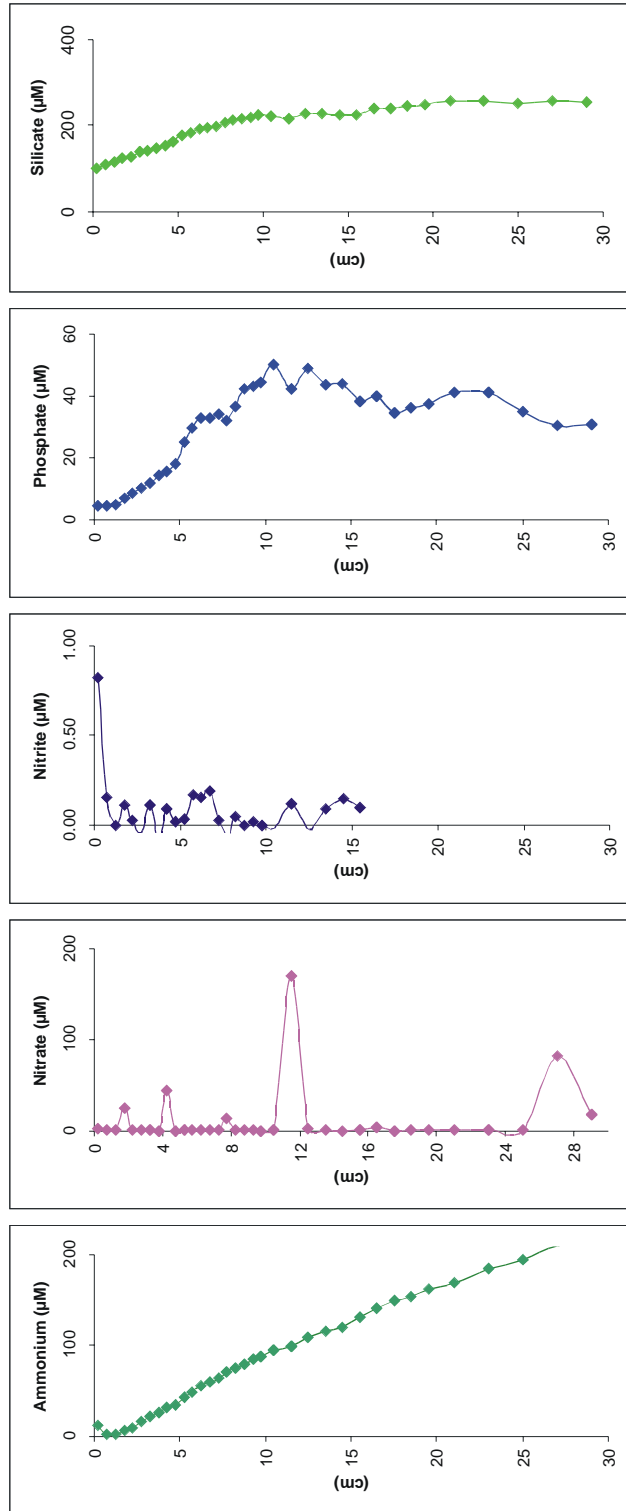 Ammonium (µM)
0 100 200
0
5
10
15
20
25
30
(cm)
Nitrate (µM)
0 100 200
0
4
8
12
16
20
24
28
(cm)
Nitrite (µM)
0.00 0.50 1.00
0
5
10
15
20
25
30
(cm)
Phosphate (µM)
0 20 40 60
0
5
10
15
20
25
30
(cm)
Silicate (µM)
0 200 400
0
5
10
15
20
25
30
(cm)